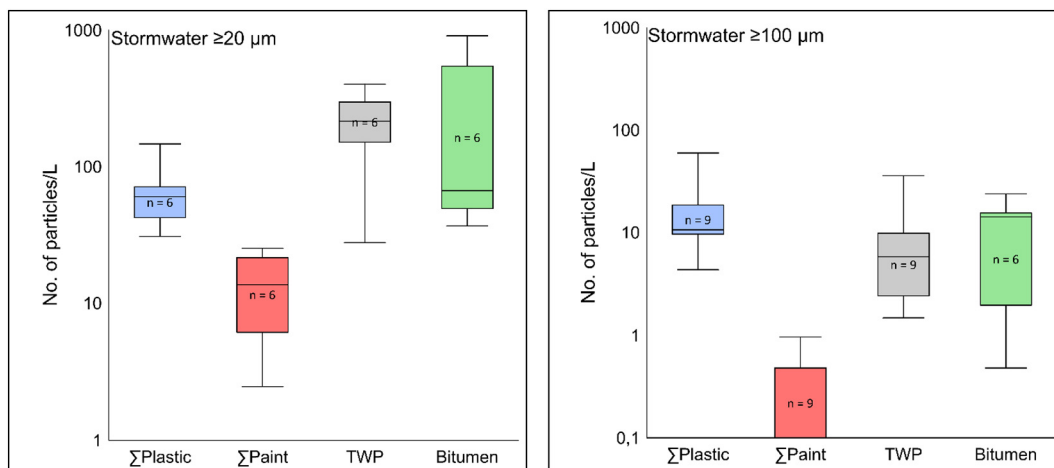 Stormwater ≥20 µm
No. of particles/L
1000
100
10
1
n = 6
n = 6
n = 6
n = 6
∑Plastic
∑Paint
TWP
Bitumen
Stormwater ≥100 µm
No. of particles/L
1000
100
10
1
0,1
n = 9
n = 9
n = 9
n = 6
∑Plastic
∑Paint
TWP
Bitumen